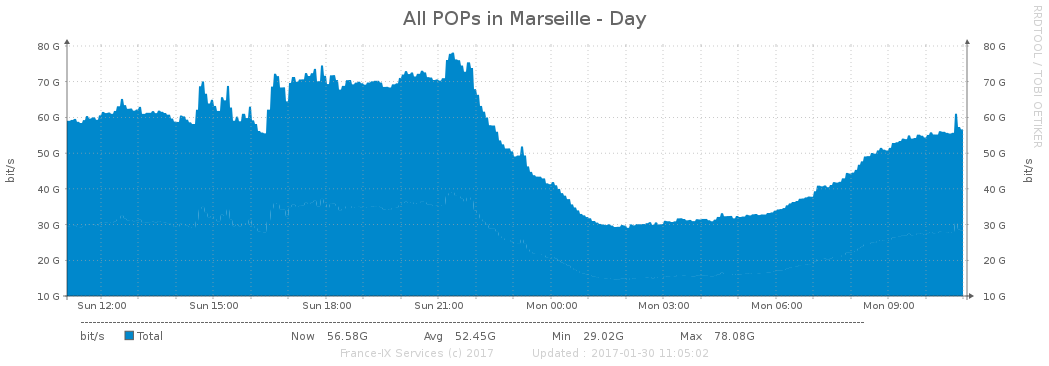 All POPs in Marseille - Day
RRDTOOL / TOBI OETIKER
bit/s
80 G
70 G
60 G
50 G
40 G
30 G
20 G
10 G
80 G
70 G
60 G
50 G
40 G
30 G
20 G
10 G
bit/s
Sun 12:00 Sun 15:00 Sun 18:00 Sun 21:00 Mon 00:00 Mon 03:00 Mon 06:00 Mon 09:00
bit/s Total Now 56.58G Avg 52.45G Min 29.02G Max 78.08G
France-IX Services (c) 2017 Updated : 2017-01-30 11:05:02